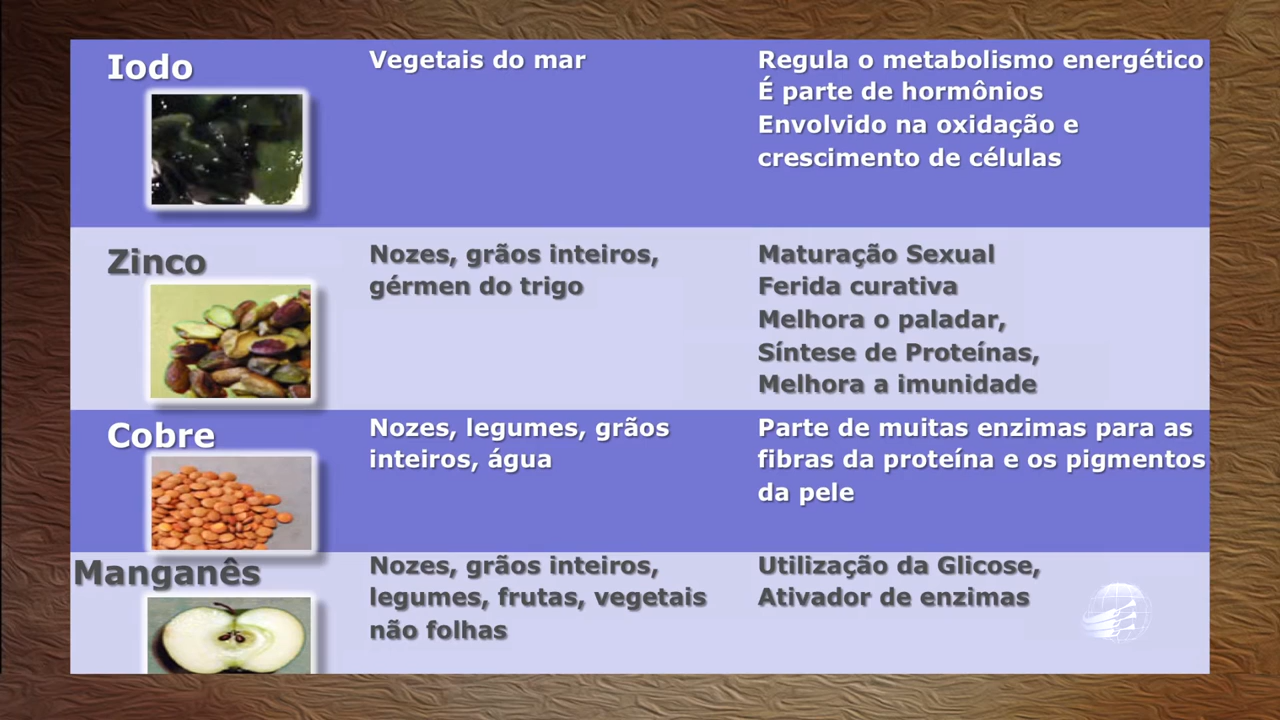 Iodo
Vegetais do mar
Regula o metabolismo energético
É parte de hormônios
Envolvido na oxidação e
crescimento de células
Zinco
Nozes, grãos inteiros,
gérmen do trigo
Maturação Sexual
Ferida curativa
Melhora o paladar,
Síntese de Proteínas,
Melhora a imunidade
Cobre
Nozes, legumes, grãos
inteiros, água
Parte de muitas enzimas para as
fibras da proteína e os pigmentos
da pele
Manganês
Nozes, grãos inteiros,
legumes, frutas, vegetais
não folhas
Utilização da Glicose,
Ativador de enzimas